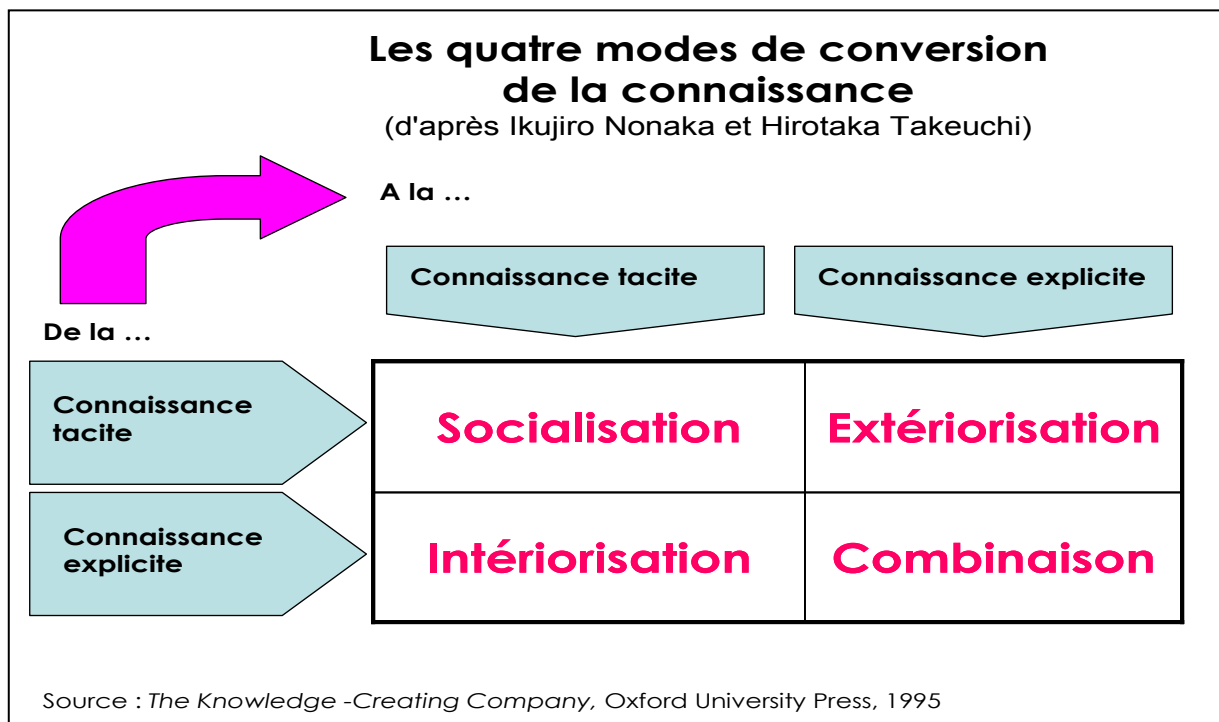 Les quatre modes de conversion
de la connaissance
(d'après Ikujiro Nonaka et Hirotaka Takeuchi)
A la ...
Connaissance tacite
Connaissance explicite
De la ...
Connaissance
tacite
Socialisation
Extériorisation
Connaissance
explicite
Intériorisation
Combinaison
Source : The Knowledge -Creating Company, Oxford University Press, 1995